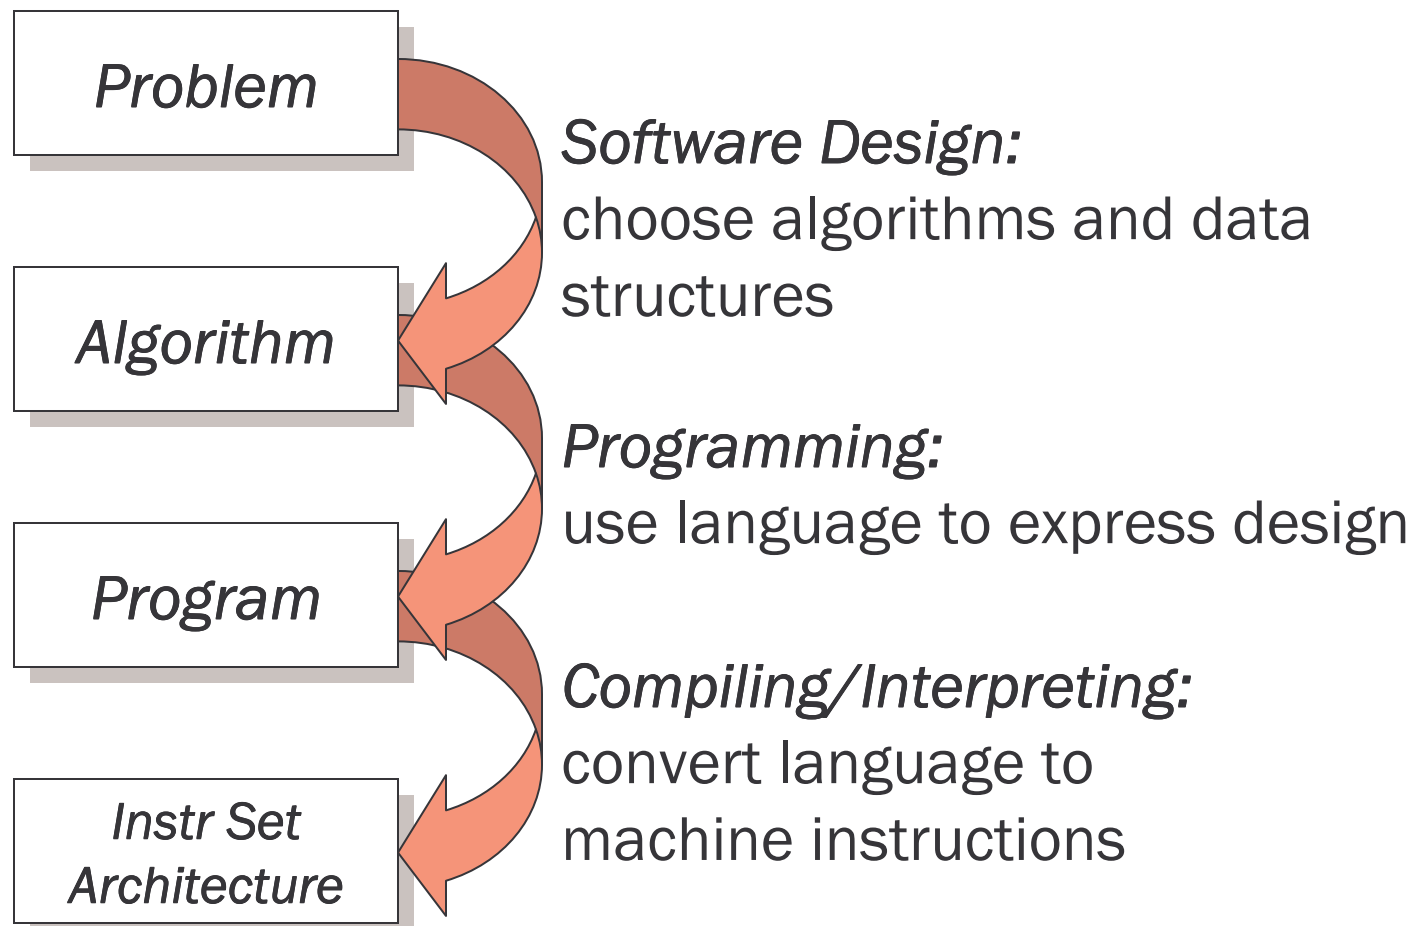 Problem
Software Design:
choose algorithms and data
structures
Algorithm
Programming:
use language to express design
Program
Compiling/Interpreting:
convert language to
machine instructions
Instr Set
Architecture